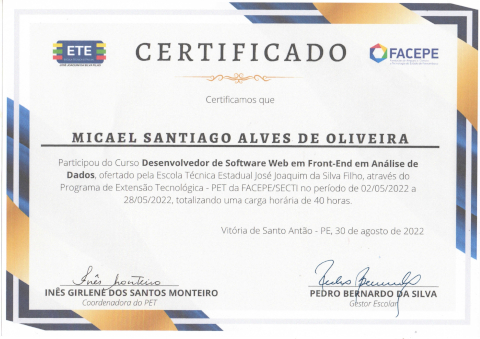 ETE
CERTIFICADO
FACEPE
Certificamos que
MICAEL SANTIAGO ALVES DE OLIVEIRA
Participou do Curso Desenvolvedor de Software Web em Front-End em Análise de
Dados, ofertado pela Escola Técnica Estadual José Joaquim da Silva Filho, através do
Programa de Extensão Tecnológica - PET da FACEPE/SECTI no período de 02/05/2022 a
28/05/2022, totalizando uma carga horária de 40 horas.
Vitória de Santo Antão - PE, 30 de agosto de 2022
Inês Monteiro
INÊS GIRLENE DOS SANTOS MONTEIRO
Coordenadora do PET
PEDRO BERNARDO DA SILVA
Gestor Escolar